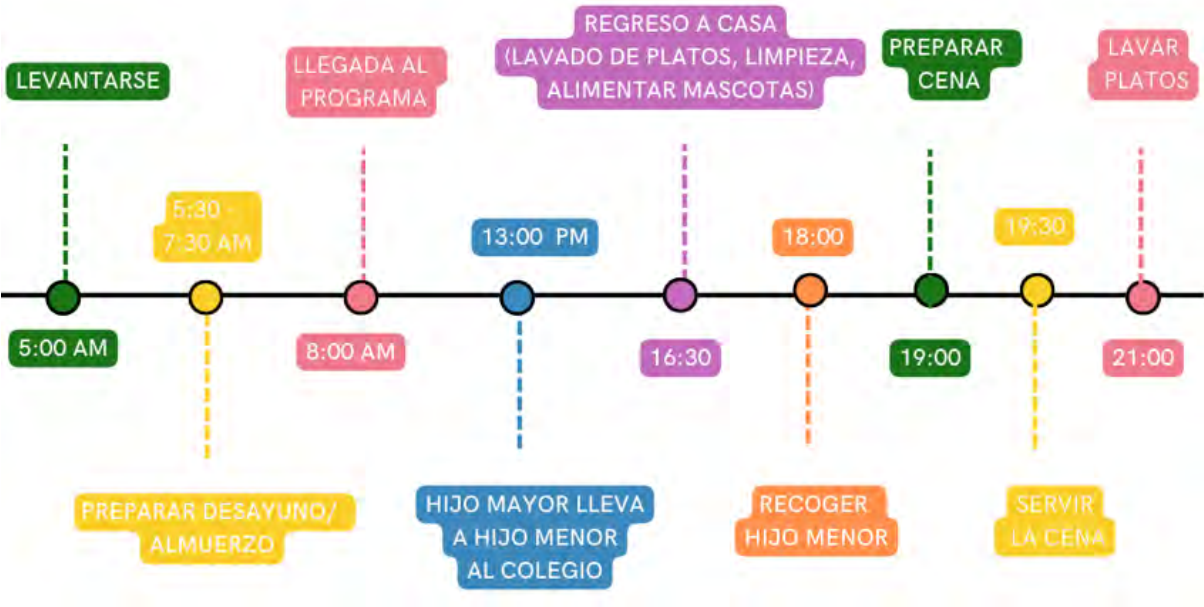 LEVANTARSE
5:00 AM
5:30 -
7:30 AM
PREPARAR DESAYUNO/
ALMUERZO
LLEGADA AL
PROGRAMA
8:00 AM
13:00 PM
HIJO MAYOR LLEVA
A HIJO MENOR
AL COLEGIO
REGRESO A CASA
(LAVADO DE PLATOS, LIMPIEZA,
ALIMENTAR MASCOTAS)
16:30
18:00
RECOGER
HIJO MENOR
PREPARAR
CENA
19:00
19:30
SERVIR
LA CENA
LAVAR
PLATOS
21:00